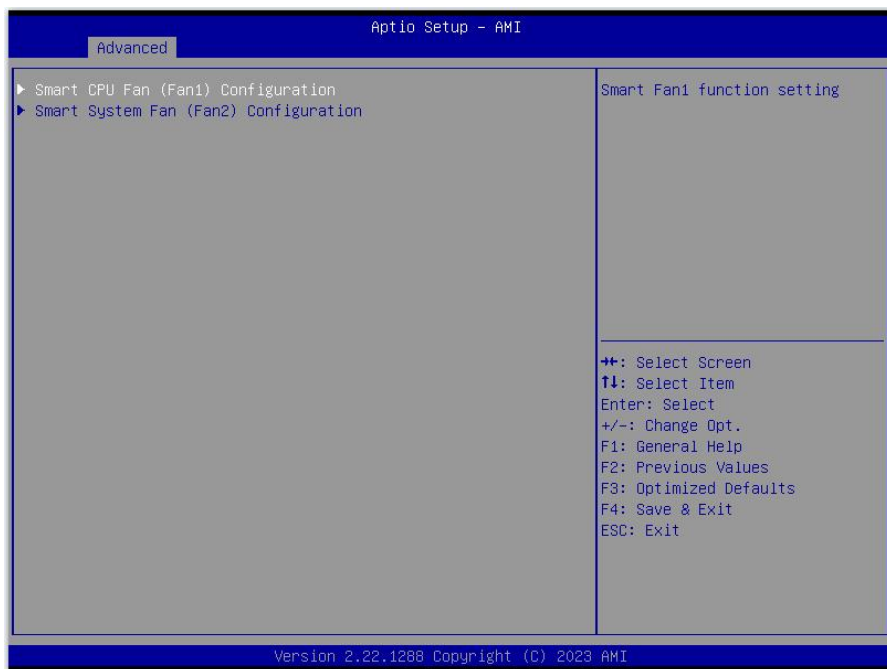 Aptio Setup – AMI
Advanced
▶ Smart CPU Fan (Fan1) Configuration
▶ Smart System Fan (Fan2) Configuration
Smart Fan1 function setting
→←: Select Screen
↑↓: Select Item
Enter: Select
+/-: Change Opt.
F1: General Help
F2: Previous Values
F3: Optimized Defaults
F4: Save & Exit
ESC: Exit
Version 2.22.1288 Copyright (C) 2023 AMI